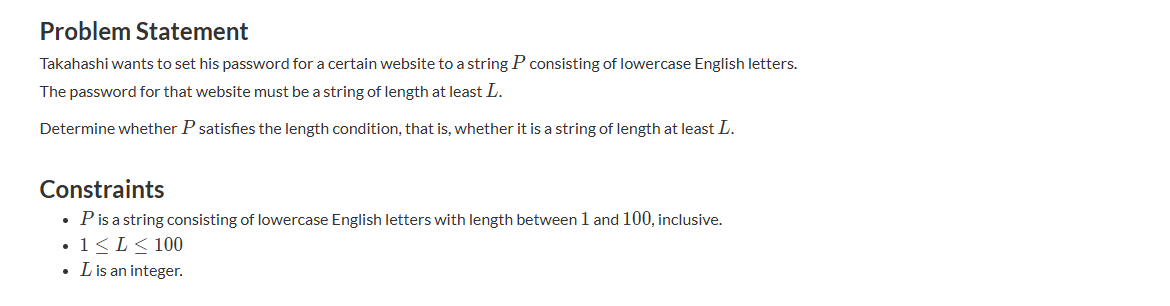 Problem Statement
Takahashi wants to set his password for a certain website to a string P consisting of lowercase English letters.
The password for that website must be a string of length at least L.
Determine whether P satisfies the length condition, that is, whether it is a string of length at least L.
Constraints
• P is a string consisting of lowercase English letters with length between 1 and 100, inclusive.
• 1 ≤ L ≤ 100
• L is an integer.